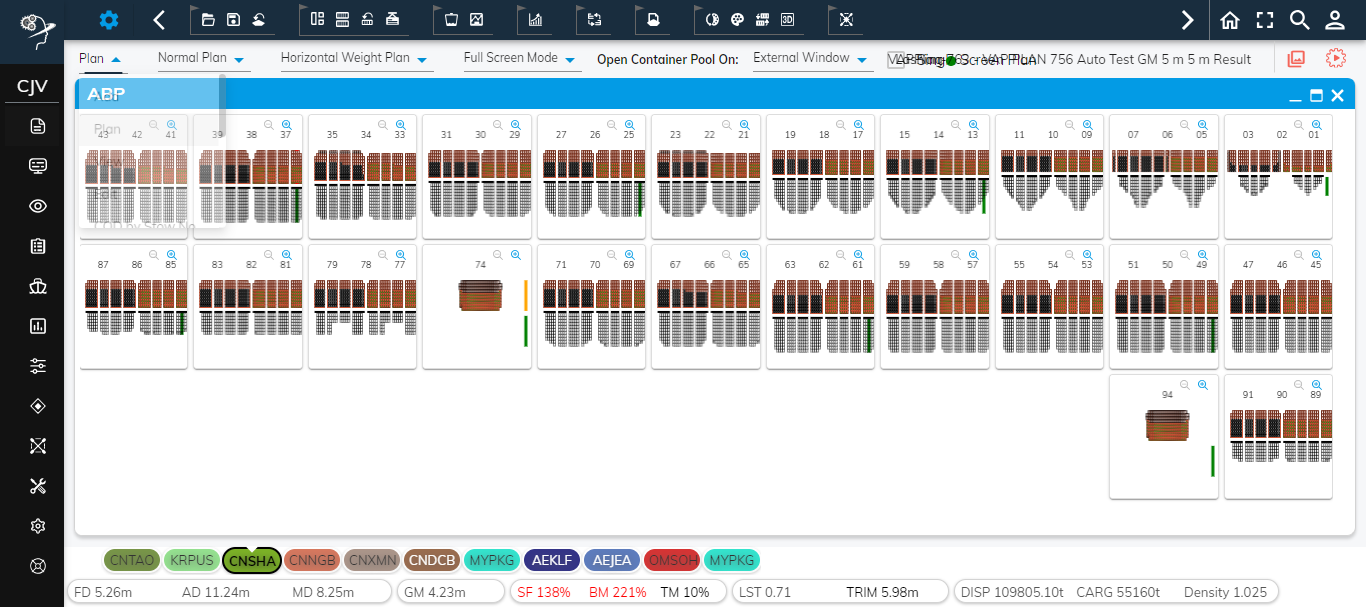 CJV
Plan
Normal Plan
Horizontal Weight Plan
Full Screen Mode
Open Container Pool On:
External Window
Screen Plan
VAP PLAN 756 Auto Test GM 5 m 5 m Result
ABP
Plan
View
Edit
COD by Stow No
43 42 41
39 38 37
35 34 33
31 30 29
27 26 25
23 22 21
19 18 17
15 14 13
11 10 09
07 06 05
03 02 01
87 86 85
83 82 81
79 78 77
74
71 70 69
67 66 65
63 62 61
59 58 57
55 54 53
51 50 49
47 46 45
94
91 90 89
CNTAO
KRPUS
CNSHA
CNNGB
CNXMN
CNDCB
MYPKG
AEKLF
AEJEA
OMSOH
MYPKG
FD 5.26m AD 11.24m MD 8.25m
GM 4.23m
SF 138% BM 221% TM 10%
LST 0.71 TRIM 5.98m
DISP 109805.10t CARG 55160t Density 1.025